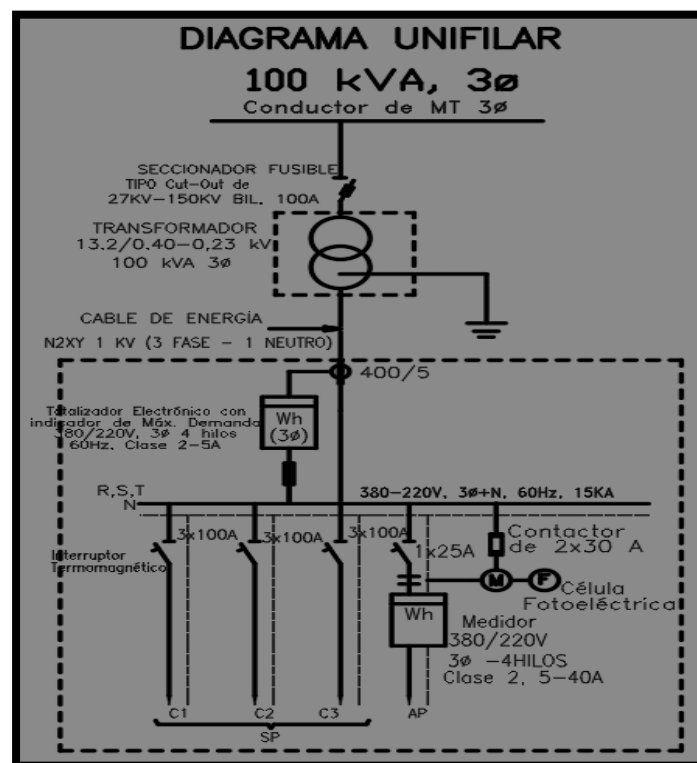 DIAGRAMA UNIFILAR
100 kVA, 3ø
Conductor de MT 3ø
SECCIONADOR FUSIBLE
TIPO Cut-Out de
27KV-150KV BIL, 100A
TRANSFORMADOR
13.2/0.40-0,23 kV
100 kVA 3ø
CABLE DE ENERGÍA
N2XY 1 KV (3 FASE - 1 NEUTRO)
400/5
Totalizador Electrónico con
indicador de Máx. Demanda
380/220V, 3ø 4 hilos
60Hz, Clase 2-5A
Wh
(3ø)
R,S,T
N
380-220V, 3ø+N, 60Hz, 15KA
3x100A
3x100A
3x100A
3x100A
1x25A
Contactor
de 2x30 A
Interruptor
Termomagnético
M
F
Célula
Fotoeléctrica
Wh
Medidor
380/220V
3ø -4HILOS
Clase 2, 5-40A
C1
C2
C3
AP
SP